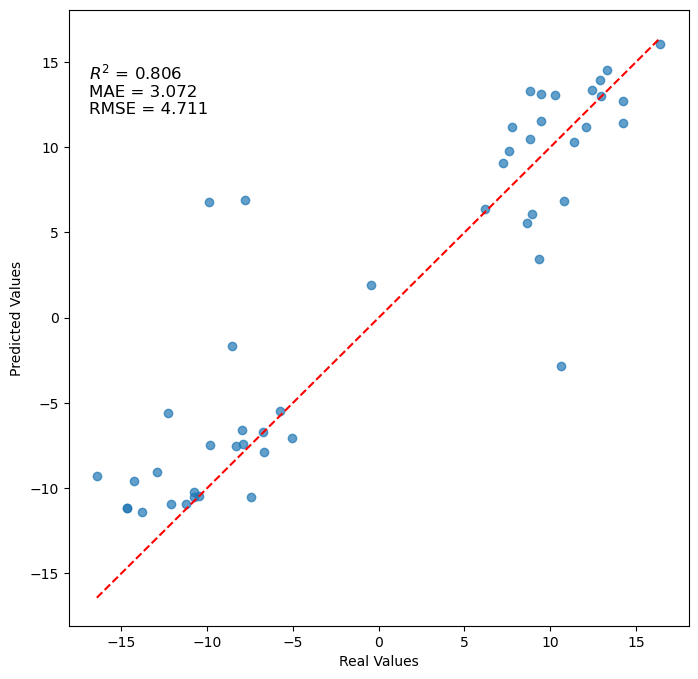 R² = 0.806
MAE = 3.072
RMSE = 4.711
15
10
5
0
−5
−10
−15
Predicted Values
−15 −10 −5 0 5 10 15
Real Values